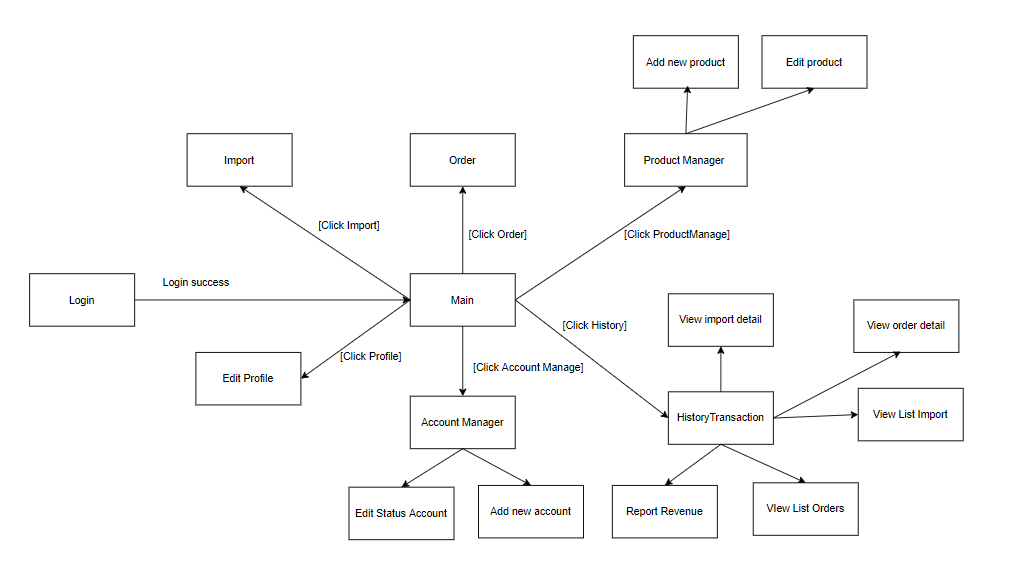 Add new product
Edit product
Import
Order
Product Manager
[Click Import]
[Click Order]
[Click ProductManage]
Login success
Login
Main
View import detail
[Click History]
View order detail
[Click Profile]
[Click Account Manage]
Edit Profile
View List Import
HistoryTransaction
Account Manager
VIew List Orders
Edit Status Account
Add new account
Report Revenue